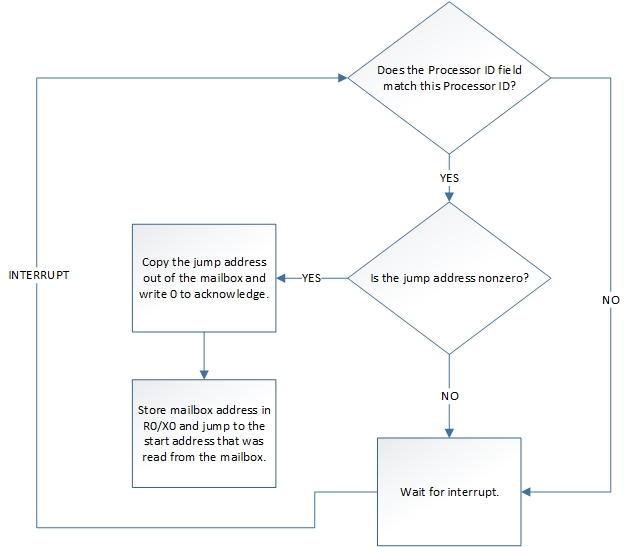 Does the Processor ID field
match this Processor ID?
YES
Copy the jump address
out of the mailbox and
write 0 to acknowledge.
YES
Is the jump address nonzero?
INTERRUPT
NO
Store mailbox address in
R0/X0 and jump to the
start address that was
read from the mailbox.
NO
Wait for interrupt.